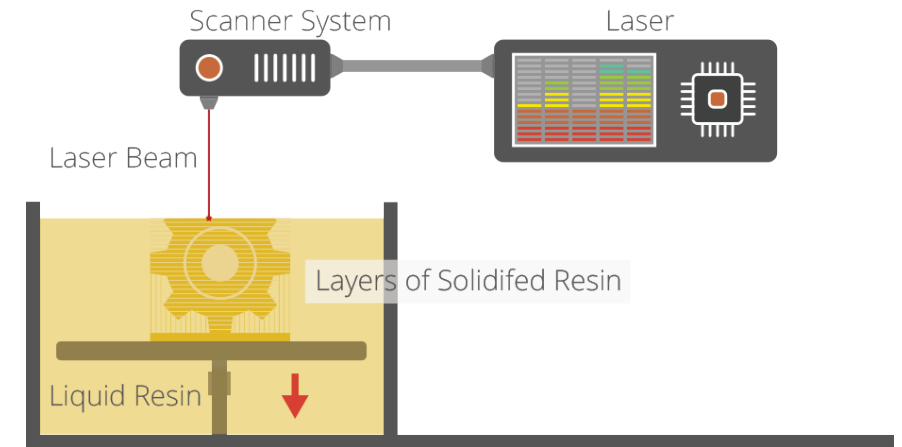 Scanner System
Laser
Laser Beam
Layers of Solidifed Resin
Liquid Resin